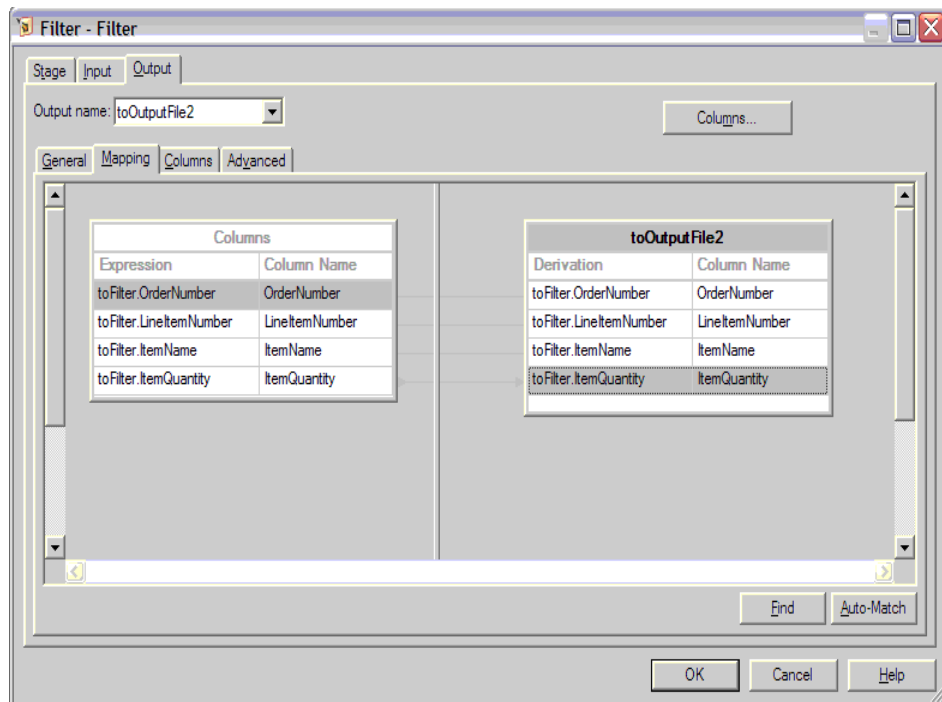 Filter - Filter
Stage Input Output
Output name: toOutputFile2
Columns...
General Mapping Columns Advanced
Columns
Expression Column Name
toFilter.OrderNumber OrderNumber
toFilter.LineItemNumber LineItemNumber
toFilter.ItemName ItemName
toFilter.ItemQuantity ItemQuantity
toOutputFile2
Derivation Column Name
toFilter.OrderNumber OrderNumber
toFilter.LineItemNumber LineItemNumber
toFilter.ItemName ItemName
toFilter.ItemQuantity ItemQuantity
Find Auto-Match
OK Cancel Help